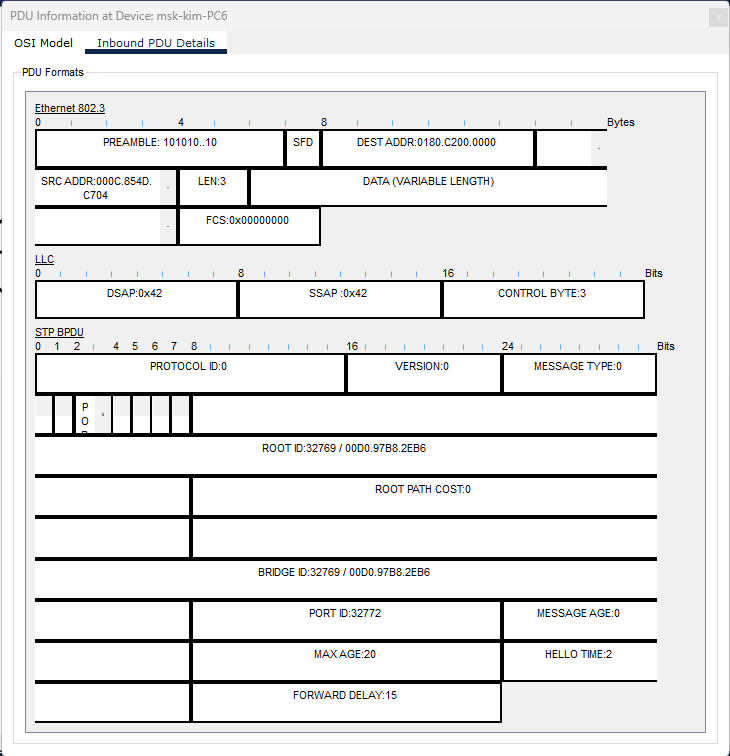 PDU Information at Device: msk-kim-PC6
x
OSI Model Inbound PDU Details
PDU Formats
Ethernet 802.3
0 4 8 Bytes
PREAMBLE: 101010..10 SFD DEST ADDR:0180.C200.0000
SRC ADDR:000C.854D.
C704
LEN:3 DATA (VARIABLE LENGTH)
FCS:0x00000000
LLC
0 8 16 Bits
DSAP:0x42 SSAP :0x42 CONTROL BYTE:3
STP BPDU
0 1 2 4 5 6 7 8 16 24 Bits
PROTOCOL ID:0 VERSION:0 MESSAGE TYPE:0
P
O
ROOT ID:32769 / 00D0.97B8.2EB6
ROOT PATH COST:0
BRIDGE ID:32769 / 00D0.97B8.2EB6
PORT ID:32772 MESSAGE AGE:0
MAX AGE:20 HELLO TIME:2
FORWARD DELAY:15